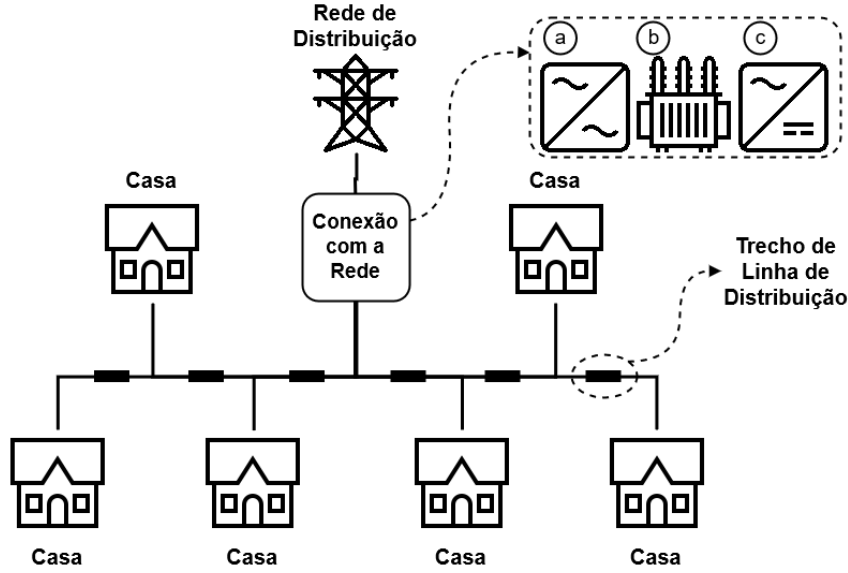 Rede de
Distribuição
a
b
c
Casa
Casa
Conexão
com a
Rede
Trecho de
Linha de
Distribuição
Casa
Casa
Casa
Casa